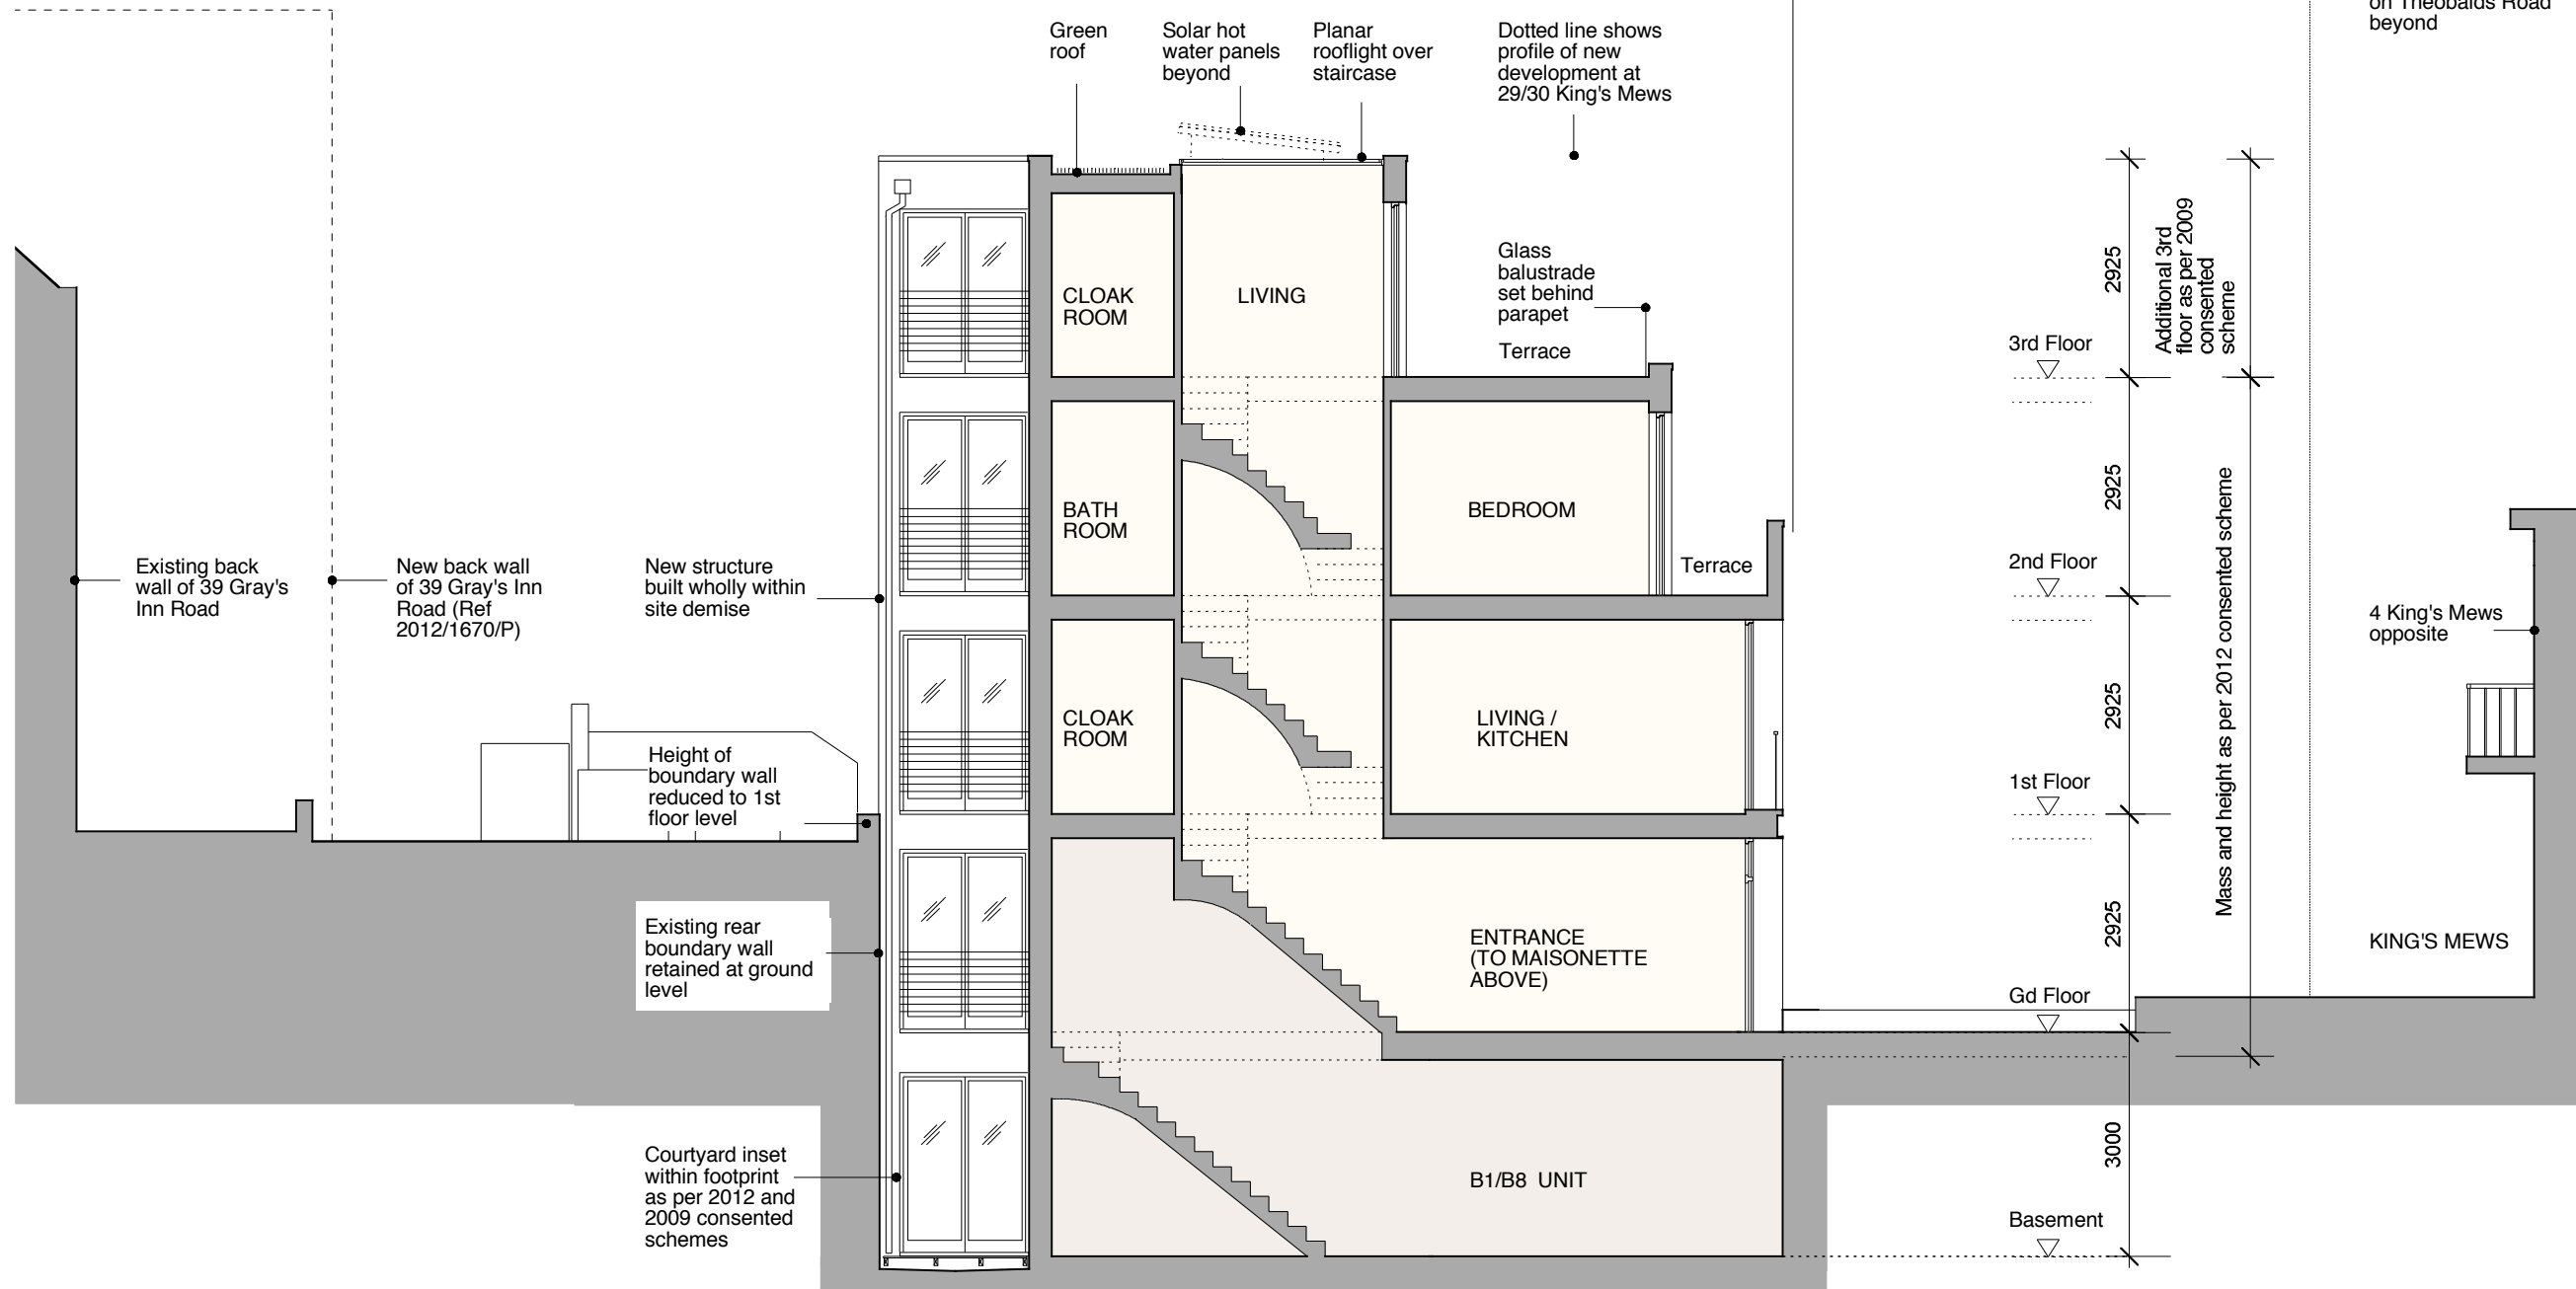 on Theobalds Road
beyond
Green
roof
Solar hot
water panels
beyond
Planar
rooflight over
staircase
Dotted line shows
profile of new
development at
29/30 King's Mews
CLOAK
ROOM
LIVING
Glass
balustrade
set behind
parapet
Terrace
3rd Floor
2925
Additional 3rd
floor as per 2009
consented
scheme
BATH
ROOM
BEDROOM
Terrace
2nd Floor
2925
Mass and height as per 2012 consented scheme
Existing back
wall of 39 Gray's
Inn Road
New back wall
of 39 Gray's Inn
Road (Ref
2012/1670/P)
New structure
built wholly within
site demise
4 King's Mews
opposite
Height of
boundary wall
reduced to 1st
floor level
CLOAK
ROOM
LIVING /
KITCHEN
1st Floor
2925
Existing rear
boundary wall
retained at ground
level
ENTRANCE
(TO MAISONETTE
ABOVE)
2925
KING'S MEWS
Gd Floor
Courtyard inset
within footprint
as per 2012 and
2009 consented
schemes
B1/B8 UNIT
3000
Basement